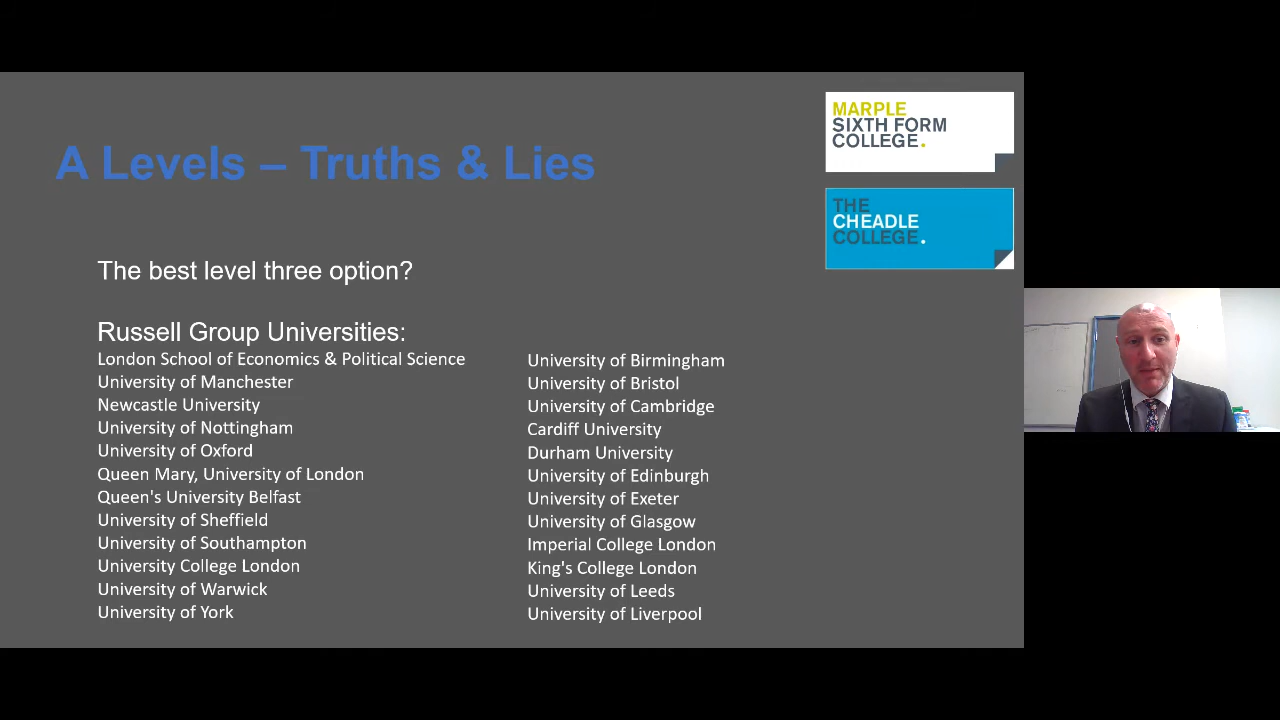 A Levels – Truths & Lies
MARPLE
SIXTH FORM
COLLEGE.
THE
CHEADLE
COLLEGE.
The best level three option?
Russell Group Universities:
London School of Economics & Political Science
University of Manchester
Newcastle University
University of Nottingham
University of Oxford
Queen Mary, University of London
Queen's University Belfast
University of Sheffield
University of Southampton
University College London
University of Warwick
University of York
University of Birmingham
University of Bristol
University of Cambridge
Cardiff University
Durham University
University of Edinburgh
University of Exeter
University of Glasgow
Imperial College London
King's College London
University of Leeds
University of Liverpool